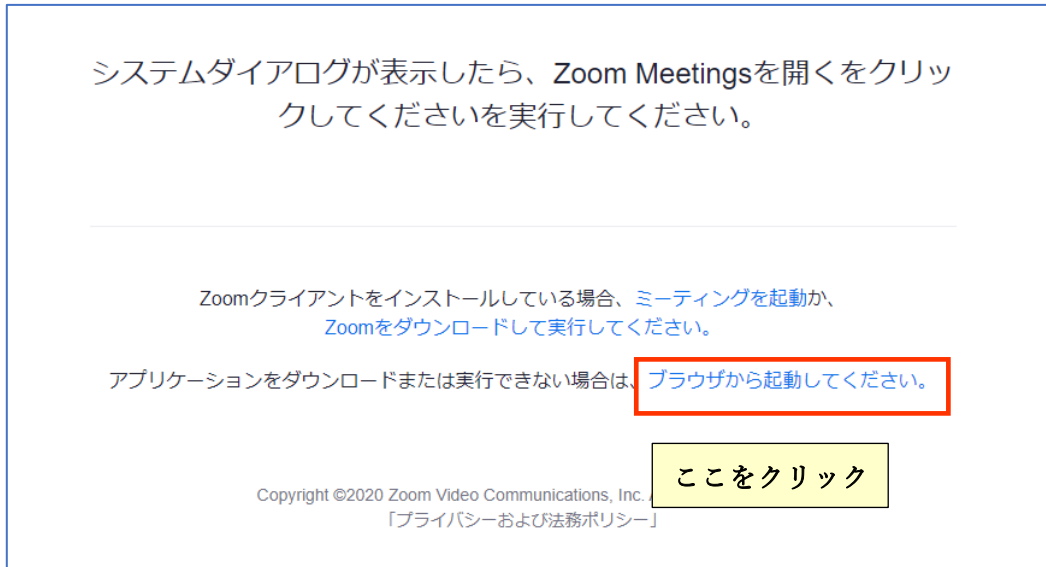 システムダイアログが表示したら、Zoom Meetingsを開くをクリッ
クしてくださいを実行してください。
Zoomクライアントをインストールしている場合、ミーティングを起動か、
Zoomをダウンロードして実行してください。
アプリケーションをダウンロードまたは実行できない場合は、ブラウザから起動してください。
ここをクリック
Copyright ©2020 Zoom Video Communications, Inc.
「プライバシーおよび法務ポリシー」